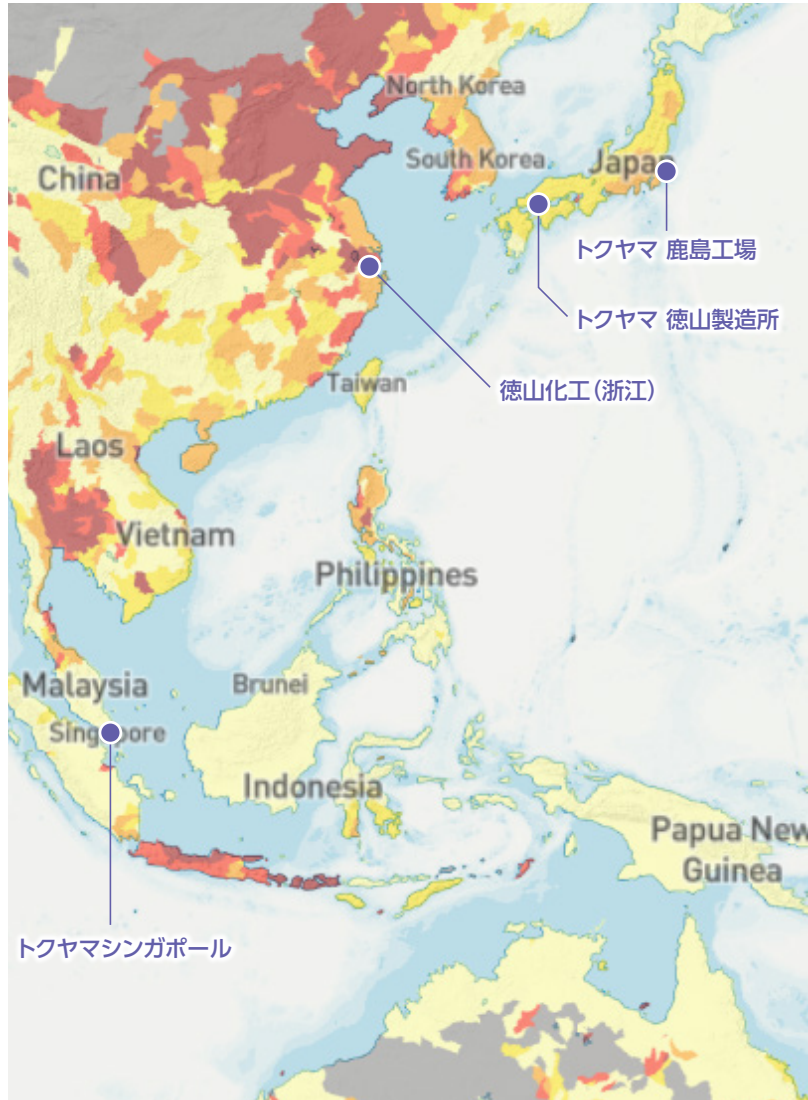 North Korea
China
South Korea
Japan
トクヤマ 鹿島工場
トクヤマ 徳山製造所
Taiwan
徳山化工(浙江)
Laos
Vietnam
Philippines
Malaysia
Brunei
Singapore
Indonesia
Papua New
Guinea
トクヤマシンガポール